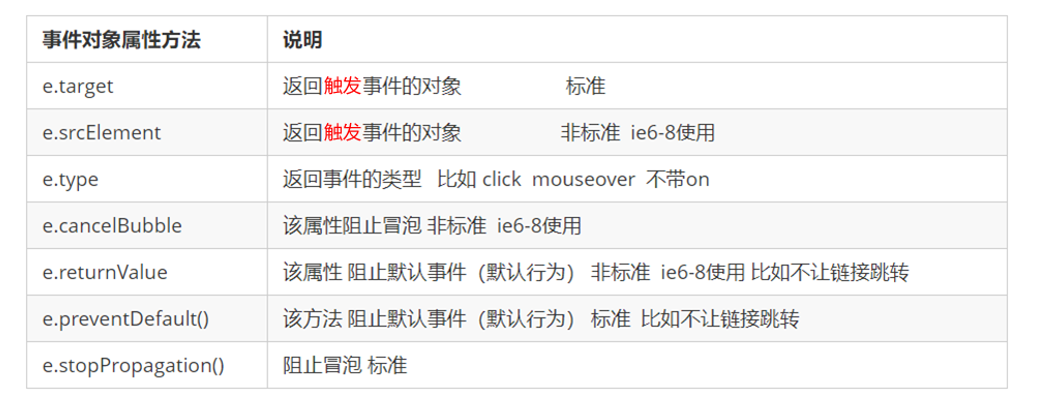 事件对象属性方法 说明
e.target 返回触发事件的对象 标准
e.srcElement 返回触发事件的对象 非标准 ie6-8使用
e.type 返回事件的类型 比如 click mouseover 不带on
e.cancelBubble 该属性阻止冒泡 非标准 ie6-8使用
e.returnValue 该属性 阻止默认事件（默认行为） 非标准 ie6-8使用 比如不让链接跳转
e.preventDefault() 该方法 阻止默认事件（默认行为） 标准 比如不让链接跳转
e.stopPropagation() 阻止冒泡 标准